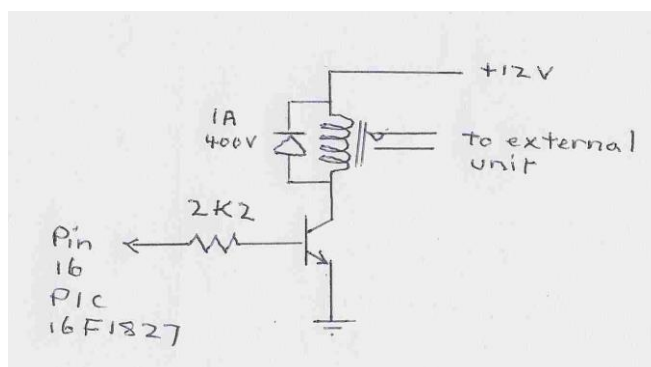 +12V
1A
400V
to external
unit
2K2
Pin
16
PIC
16F1827